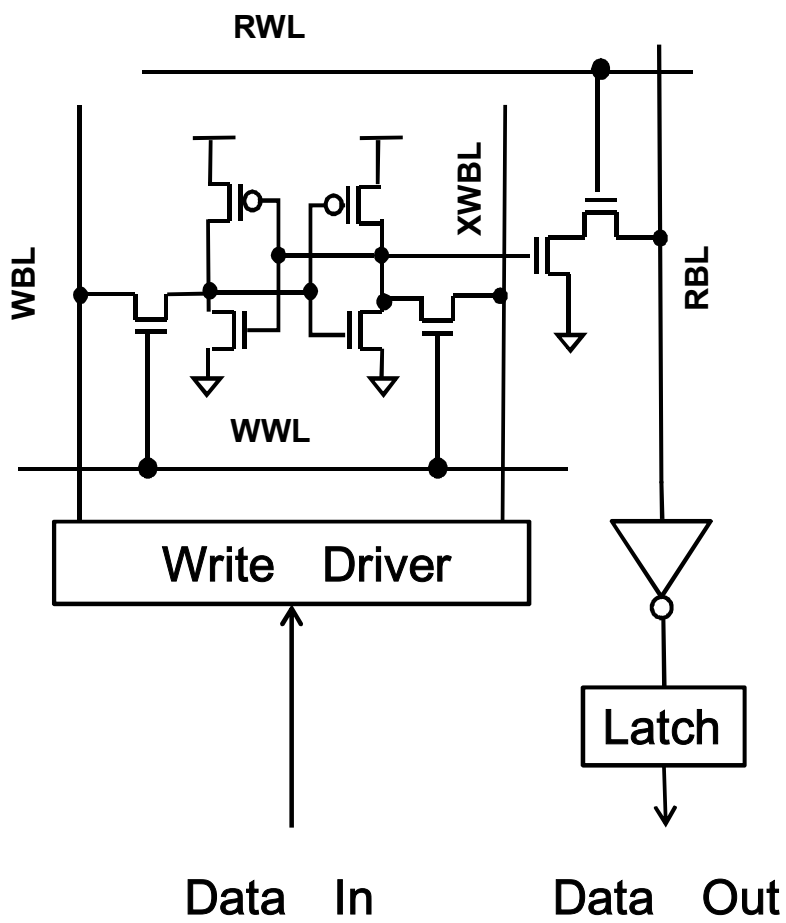 RWL
WBL
XWBL
RBL
WWL
Write Driver
Latch
Data In
Data Out